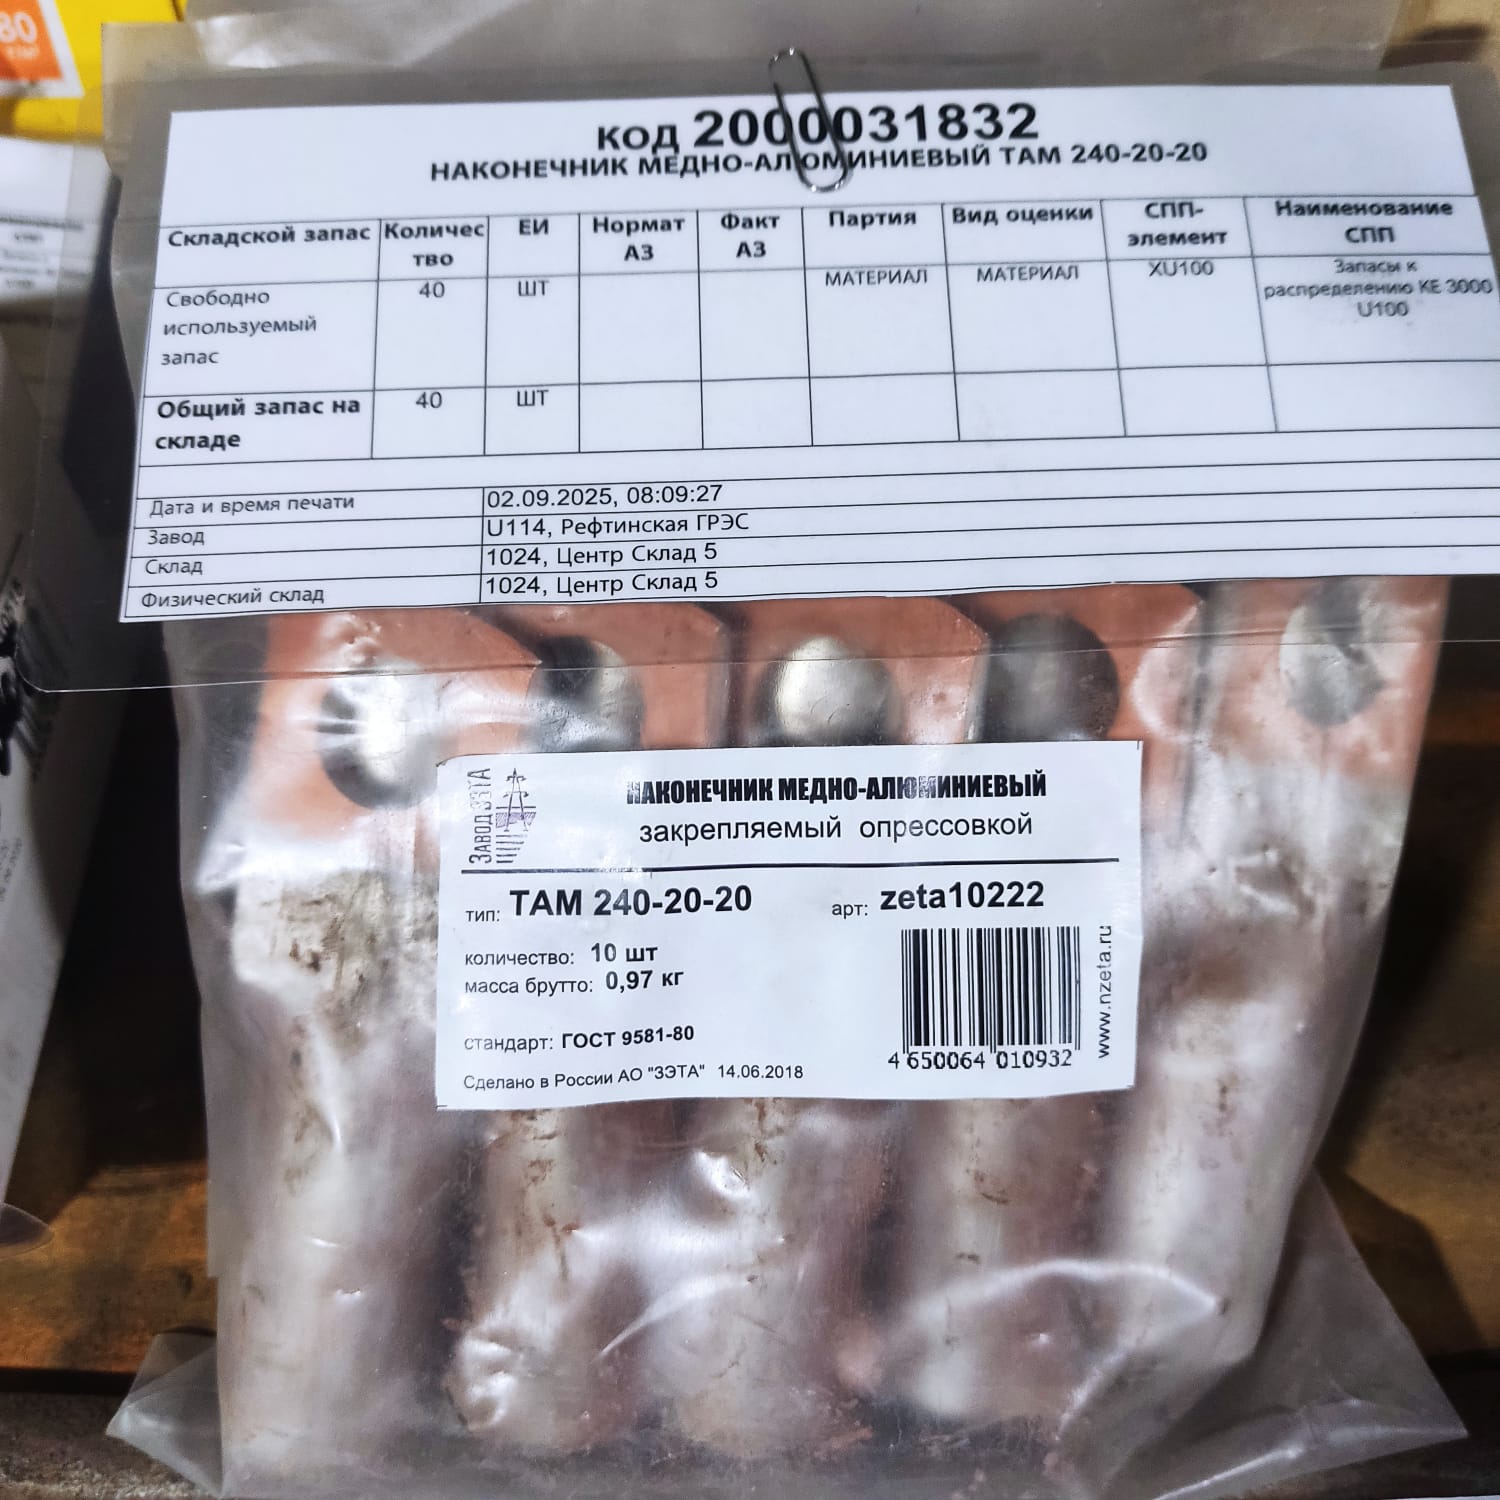 80
код 2000031832
НАКОНЕЧНИК МЕДНО-АЛЮМИНИЕВЫЙ ТАМ 240-20-20
Складской запас Количес ЕИ Нормат Факт Партия Вид оценки СПП- Наименование
тво АЗ АЗ элемент СПП
Свободно 40 ШТ МАТЕРИАЛ МАТЕРИАЛ XU100 Запасы к
используемый распределению КЕ 3000
запас U100
Общий запас на 40 ШТ
складе
Дата и время печати 02.09.2025, 08:09:27
Завод U114, Рефтинская ГРЭС
Склад 1024, Центр Склад 5
Физический склад 1024, Центр Склад 5
ЗАВОД ЗЭТА
НАКОНЕЧНИК МЕДНО-АЛЮМИНИЕВЫЙ
закрепляемый опрессовкой
тип: ТАМ 240-20-20 арт: zeta10222
количество: 10 шт
масса брутто: 0,97 кг
стандарт: ГОСТ 9581-80
Сделано в России АО "ЗЭТА" 14.06.2018
4 650064 010932
www.nzeta.ru